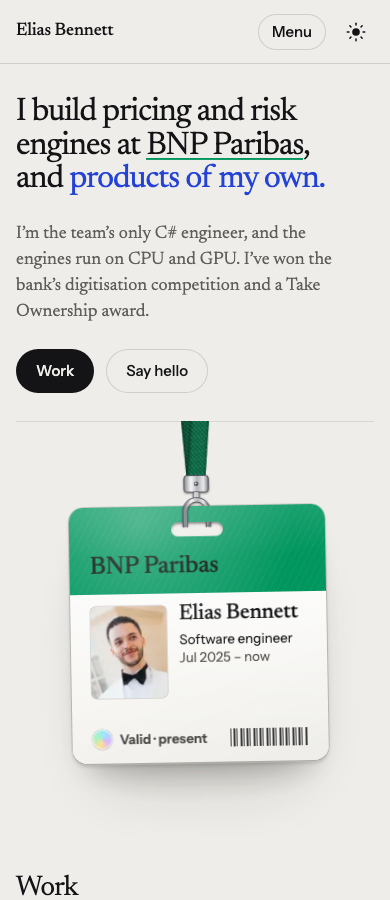 Elias Bennett
Menu
I build pricing and risk
engines at BNP Paribas,
and products of my own.
I’m the team’s only C# engineer, and the
engines run on CPU and GPU. I’ve won the
bank’s digitisation competition and a Take
Ownership award.
Work
Say hello
BNP Paribas
Elias Bennett
Software engineer
Jul 2025 – now
Valid · present
Work